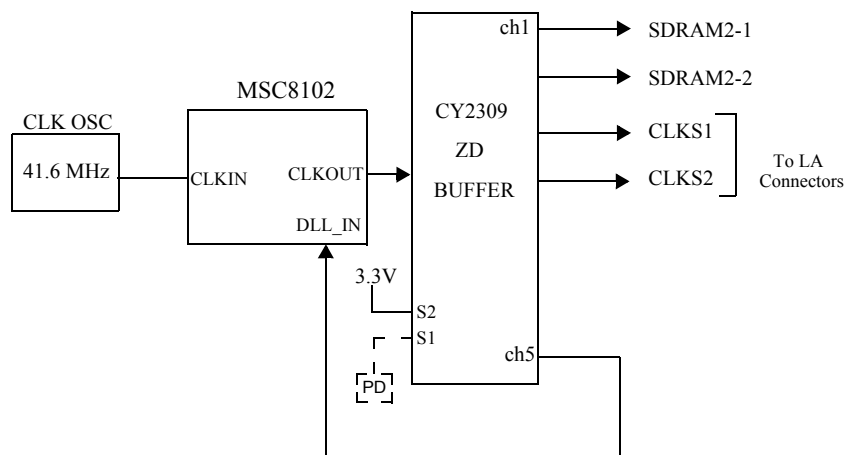 ch1
SDRAM2-1
SDRAM2-2
MSC8102
CLK OSC
41.6 MHz
CLKIN
CLKOUT
DLL_IN
CY2309
ZD
BUFFER
CLKS1
CLKS2
To LA
Connectors
3.3V
S2
S1
PD
ch5